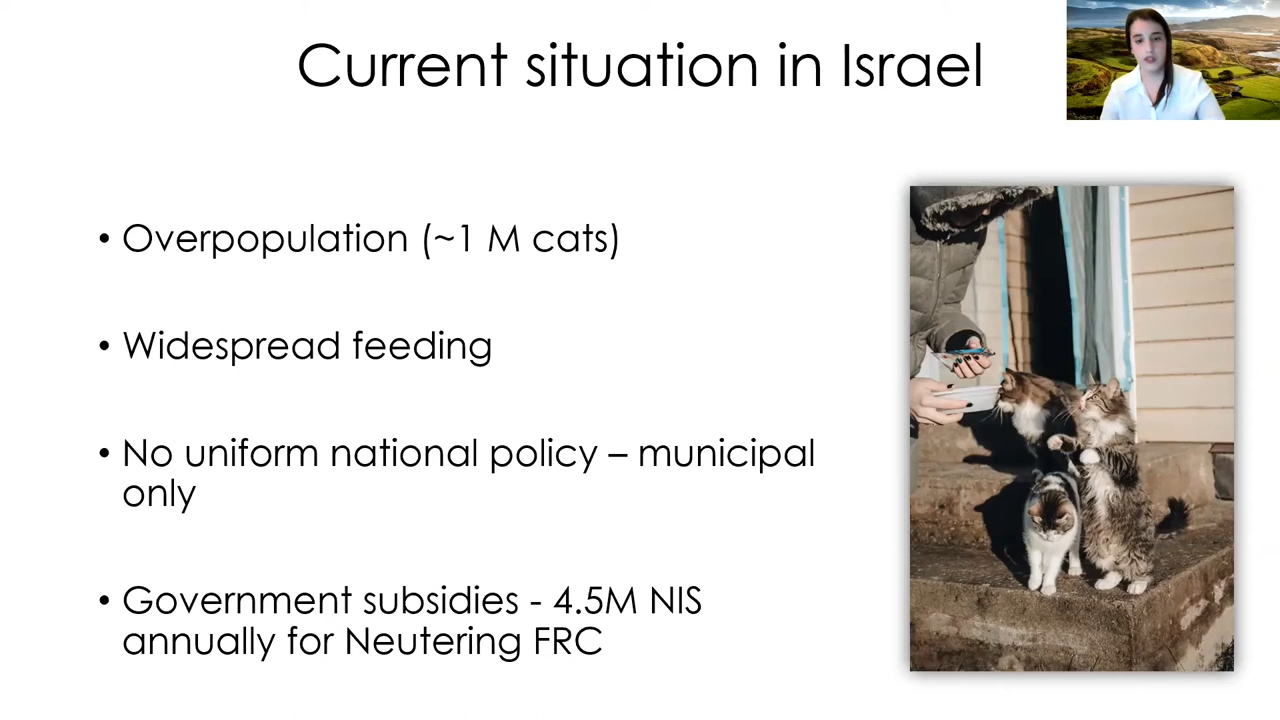 Current situation in Israel
• Overpopulation (~1 M cats)
• Widespread feeding
• No uniform national policy – municipal
only
• Government subsidies - 4.5M NIS
annually for Neutering FRC